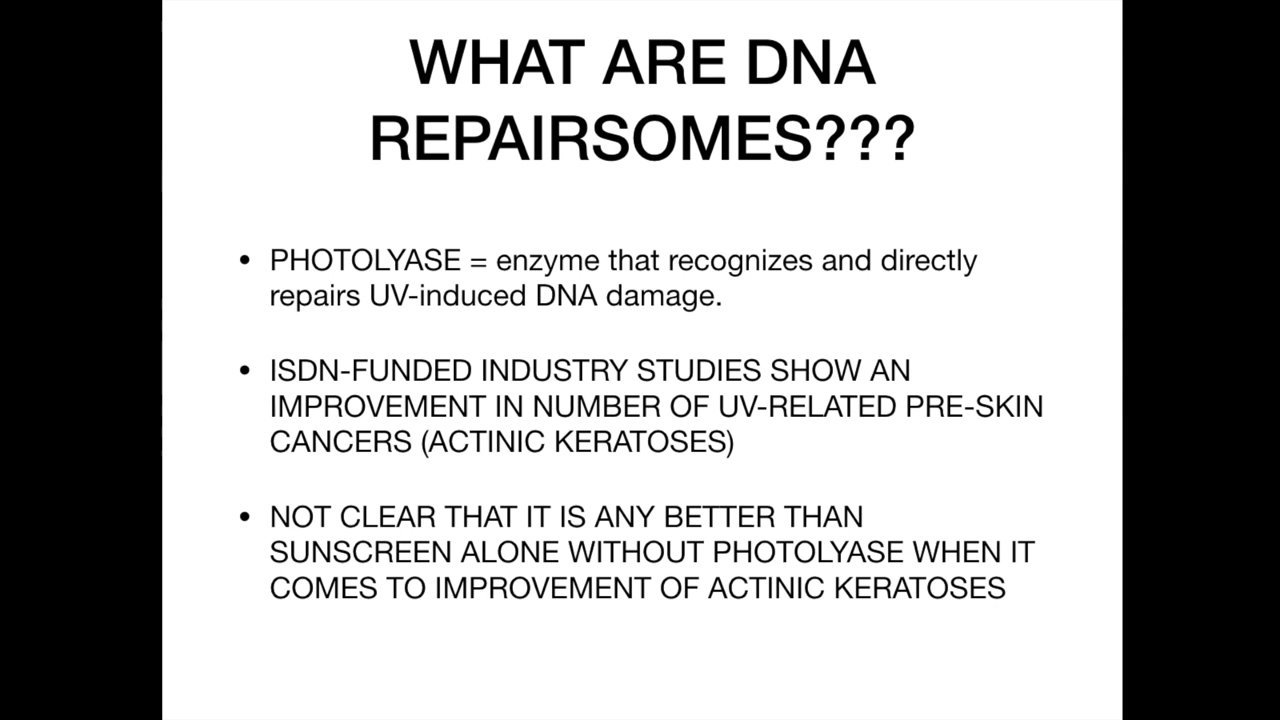 WHAT ARE DNA
REPAIRSOMES???
• PHOTOLYASE = enzyme that recognizes and directly
repairs UV-induced DNA damage.
• ISDN-FUNDED INDUSTRY STUDIES SHOW AN
IMPROVEMENT IN NUMBER OF UV-RELATED PRE-SKIN
CANCERS (ACTINIC KERATOSES)
• NOT CLEAR THAT IT IS ANY BETTER THAN
SUNSCREEN ALONE WITHOUT PHOTOLYASE WHEN IT
COMES TO IMPROVEMENT OF ACTINIC KERATOSES